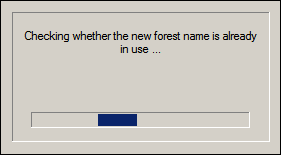 Checking whether the new forest name is already
in use ...